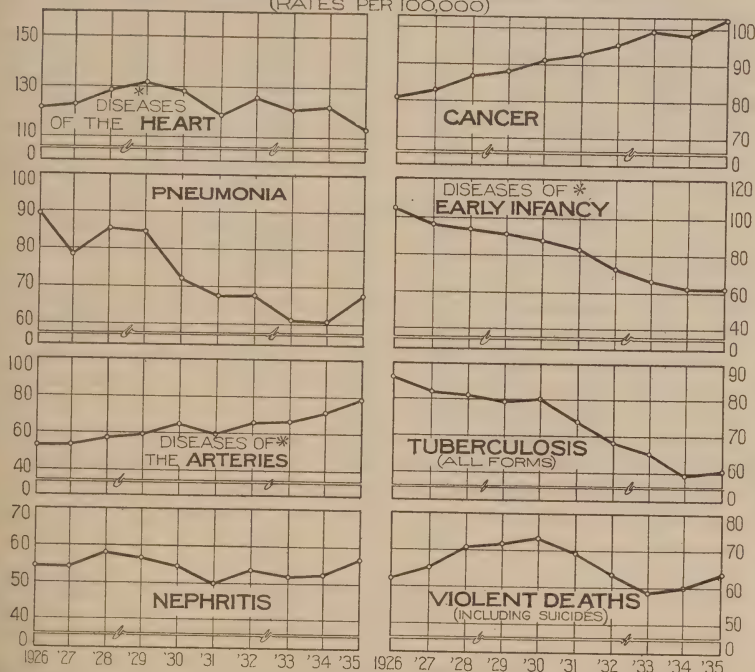 (RATES PER 100,000)
150
130
110
0
* DISEASES
OF THE HEART
100
90
80
70
0
CANCER
100
90
80
70
60
0
PNEUMONIA
120
100
80
60
40
0
DISEASES OF *
EARLY INFANCY
100
80
60
40
0
DISEASES OF *
THE ARTERIES
90
80
70
60
0
TUBERCULOSIS
(ALL FORMS)
70
60
50
40
0
NEPHRITIS
80
70
60
50
0
VIOLENT DEATHS
(INCLUDING SUICIDES)
1926 '27 '28 '29 '30 '31 '32 '33 '34 '35
1926 '27 '28 '29 '30 '31 '32 '33 '34 '35